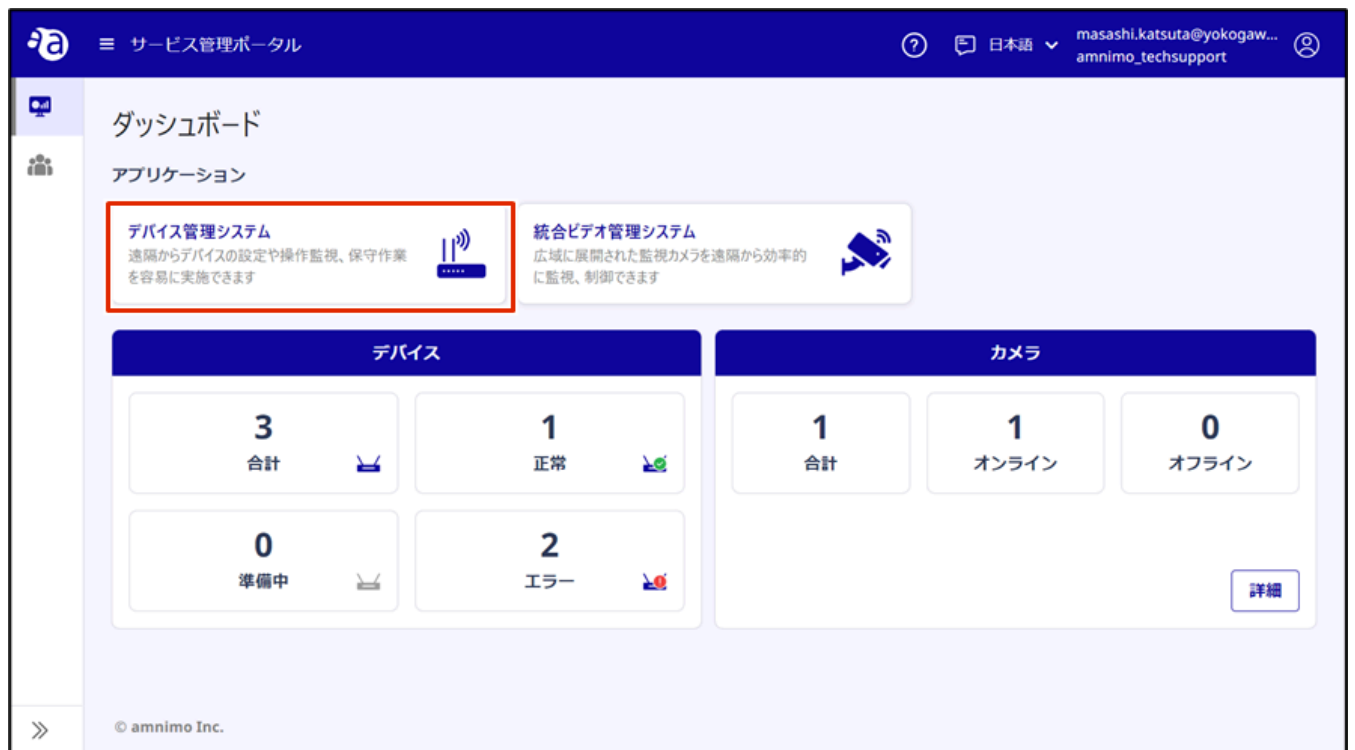 サービス管理ポータル
日本語
masashi.katsuta@yokogaw...
amnimo_techsupport
ダッシュボード
アプリケーション
デバイス管理システム
遠隔からデバイスの設定や操作監視、保守作業
を容易に実施できます
統合ビデオ管理システム
広域に展開された監視カメラを遠隔から効率的
に監視、制御できます
デバイス
3
合計
1
正常
0
準備中
2
エラー
カメラ
1
合計
1
オンライン
0
オフライン
詳細
© amnimo Inc.